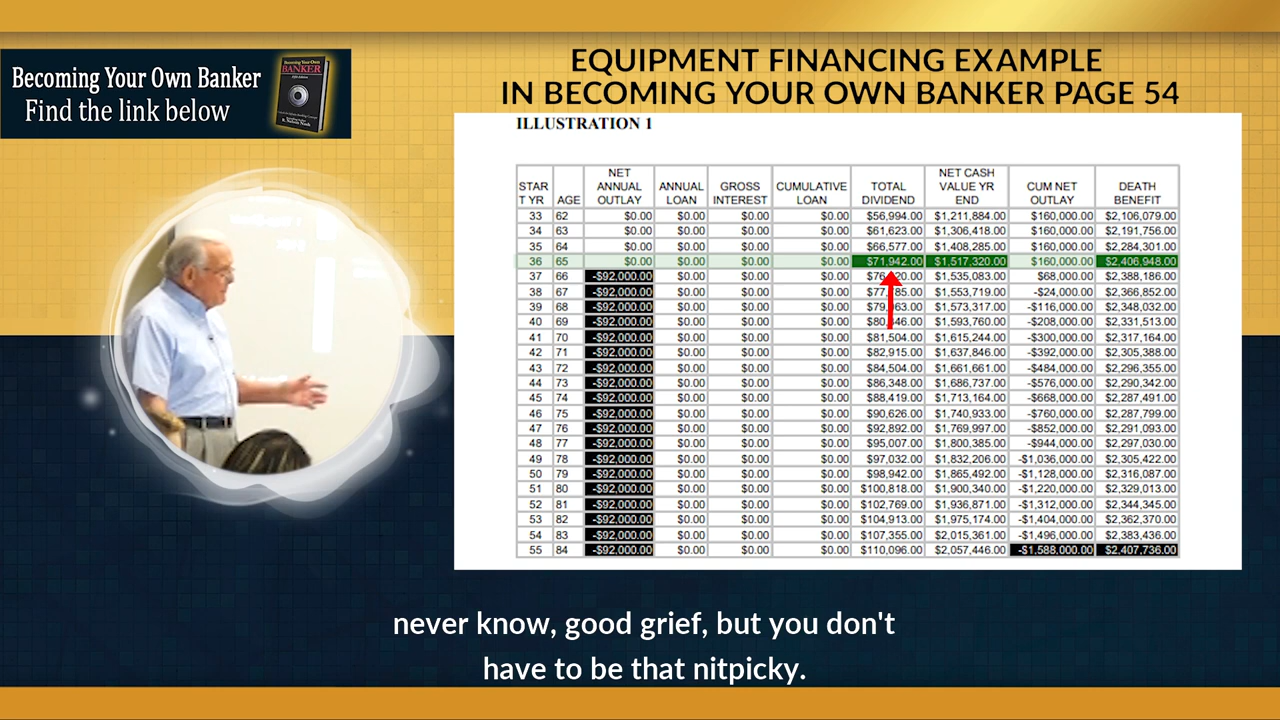 Becoming Your Own Banker
Find the link below
EQUIPMENT FINANCING EXAMPLE
IN BECOMING YOUR OWN BANKER PAGE 54
ILLUSTRATION 1
STAR T YR AGE NET ANNUAL OUTLAY ANNUAL LOAN GROSS INTEREST CUMULATIVE LOAN TOTAL DIVIDEND NET CASH VALUE YR END CUM NET OUTLAY DEATH BENEFIT
33 62 $0.00 $0.00 $0.00 $0.00 $56,994.00 $1,211,884.00 $160,000.00 $2,106,079.00
34 63 $0.00 $0.00 $0.00 $0.00 $61,623.00 $1,306,418.00 $160,000.00 $2,191,756.00
35 64 $0.00 $0.00 $0.00 $0.00 $66,577.00 $1,408,285.00 $160,000.00 $2,284,301.00
36 65 $0.00 $0.00 $0.00 $0.00 $71,942.00 $1,517,320.00 $160,000.00 $2,406,948.00
37 66 -$92,000.00 $0.00 $0.00 $0.00 $1,535,083.00 $68,000.00 $2,388,186.00
38 67 -$92,000.00 $0.00 $0.00 $0.00 $1,553,719.00 -$24,000.00 $2,366,852.00
39 68 -$92,000.00 $0.00 $0.00 $0.00 $1,573,317.00 -$116,000.00 $2,348,032.00
40 69 -$92,000.00 $0.00 $0.00 $0.00 $1,593,760.00 -$208,000.00 $2,331,513.00
41 70 -$92,000.00 $0.00 $0.00 $0.00 $81,504.00 $1,615,244.00 -$300,000.00 $2,317,164.00
42 71 -$92,000.00 $0.00 $0.00 $0.00 $82,915.00 $1,637,846.00 -$392,000.00 $2,305,388.00
43 72 -$92,000.00 $0.00 $0.00 $0.00 $84,504.00 $1,661,661.00 -$484,000.00 $2,296,355.00
44 73 -$92,000.00 $0.00 $0.00 $0.00 $86,348.00 $1,686,737.00 -$576,000.00 $2,290,342.00
45 74 -$92,000.00 $0.00 $0.00 $0.00 $88,419.00 $1,713,164.00 -$668,000.00 $2,287,491.00
46 75 -$92,000.00 $0.00 $0.00 $0.00 $90,626.00 $1,740,933.00 -$760,000.00 $2,287,799.00
47 76 -$92,000.00 $0.00 $0.00 $0.00 $92,892.00 $1,769,997.00 -$852,000.00 $2,291,093.00
48 77 -$92,000.00 $0.00 $0.00 $0.00 $95,007.00 $1,800,385.00 -$944,000.00 $2,297,030.00
49 78 -$92,000.00 $0.00 $0.00 $0.00 $97,032.00 $1,832,206.00 -$1,036,000.00 $2,305,422.00
50 79 -$92,000.00 $0.00 $0.00 $0.00 $98,942.00 $1,865,492.00 -$1,128,000.00 $2,316,087.00
51 80 -$92,000.00 $0.00 $0.00 $0.00 $100,818.00 $1,900,340.00 -$1,220,000.00 $2,329,013.00
52 81 -$92,000.00 $0.00 $0.00 $0.00 $102,769.00 $1,936,871.00 -$1,312,000.00 $2,344,345.00
53 82 -$92,000.00 $0.00 $0.00 $0.00 $104,913.00 $1,975,174.00 -$1,404,000.00 $2,362,370.00
54 83 -$92,000.00 $0.00 $0.00 $0.00 $107,355.00 $2,015,361.00 -$1,496,000.00 $2,383,436.00
55 84 -$92,000.00 $0.00 $0.00 $0.00 $110,096.00 $2,057,446.00 -$1,588,000.00 $2,407,736.00
never know, good grief, but you don't
have to be that nitpicky.